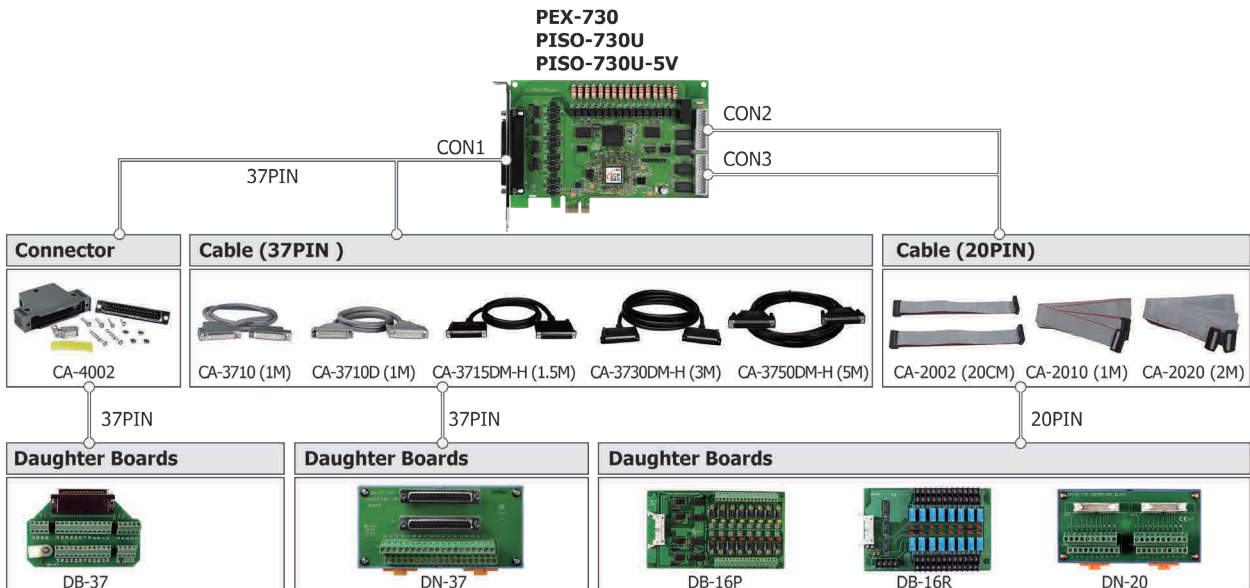 PEX-730
PISO-730U
PISO-730U-5V
CON2
CON1
CON3
37PIN
Connector
Cable (37PIN )
Cable (20PIN)
CA-4002
CA-3710 (1M)
CA-3710D (1M)
CA-3715DM-H (1.5M)
CA-3730DM-H (3M)
CA-3750DM-H (5M)
CA-2002 (20CM)
CA-2010 (1M)
CA-2020 (2M)
37PIN
37PIN
20PIN
Daughter Boards
Daughter Boards
Daughter Boards
DB-37
DN-37
DB-16P
DB-16R
DN-20